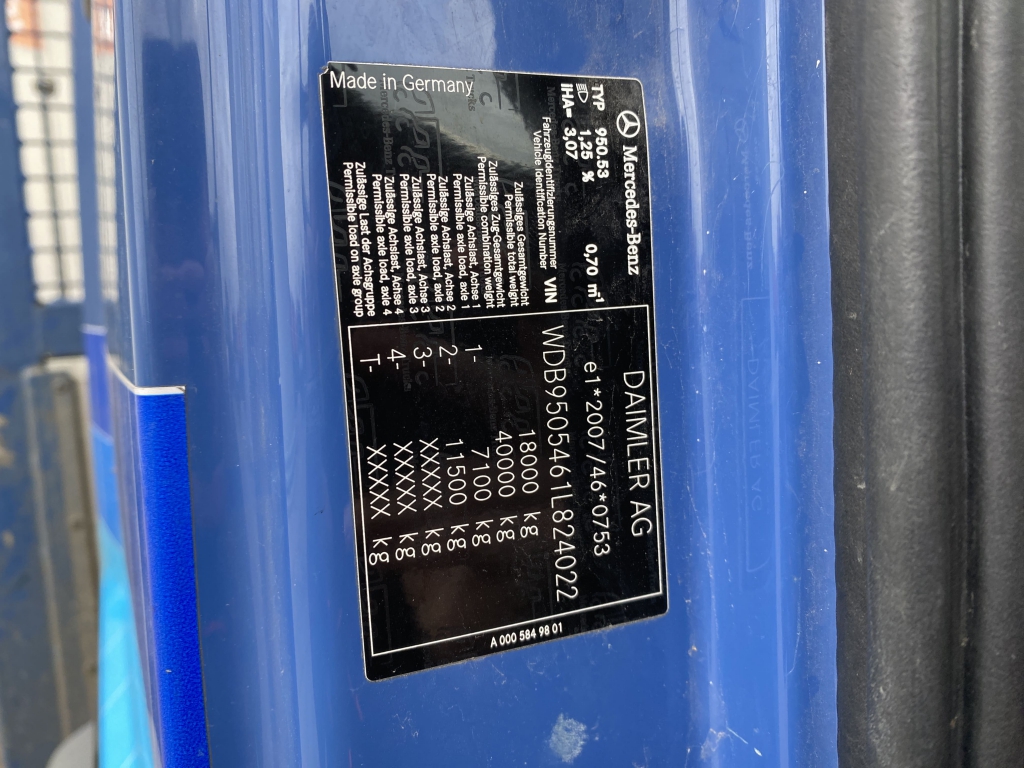 Mercedes-Benz
DAIMLER AG
TYP 950.53 0,70 m-1 e1*2007/46*0753
1,25 %
IHA= 3,07
Fahrzeugidentifizierungsnummer
Vehicle Identification Number VIN WDB9505461L824022
Zulässiges Gesamtgewicht
Permissible total weight 18000 kg
Zulässiges Zug-Gesamtgewicht
Permissible combination weight 40000 kg
Zulässige Achslast, Achse 1
Permissible axle load, axle 1 1- 7100 kg
Zulässige Achslast, Achse 2
Permissible axle load, axle 2 2- 11500 kg
Zulässige Achslast, Achse 3
Permissible axle load, axle 3 3- XXXXX kg
Zulässige Achslast, Achse 4
Permissible axle load, axle 4 4- XXXXX kg
Zulässige Last der Achsgruppe
Permissible load on axle group T- XXXXX kg
Made in Germany
A 000 584 98 01